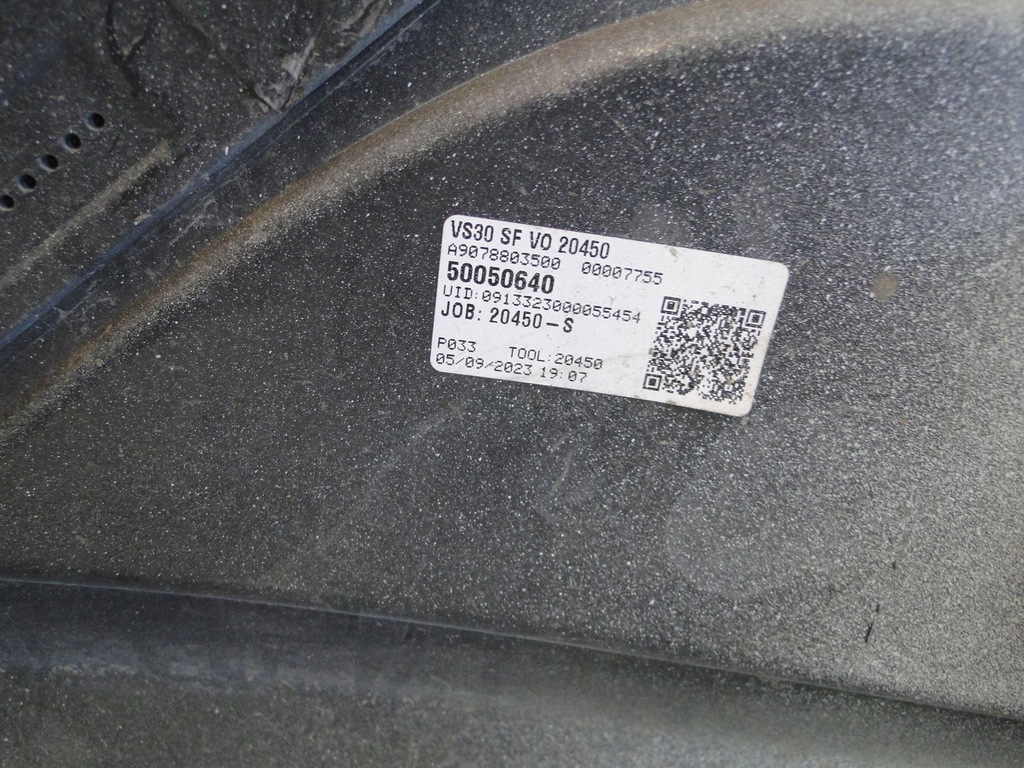 VS30 SF VO 20450
A9078803500 00007755
50050640
UID:0913323000055454
JOB: 20450-S
P033 TOOL:20450
05/09/2023 19:07